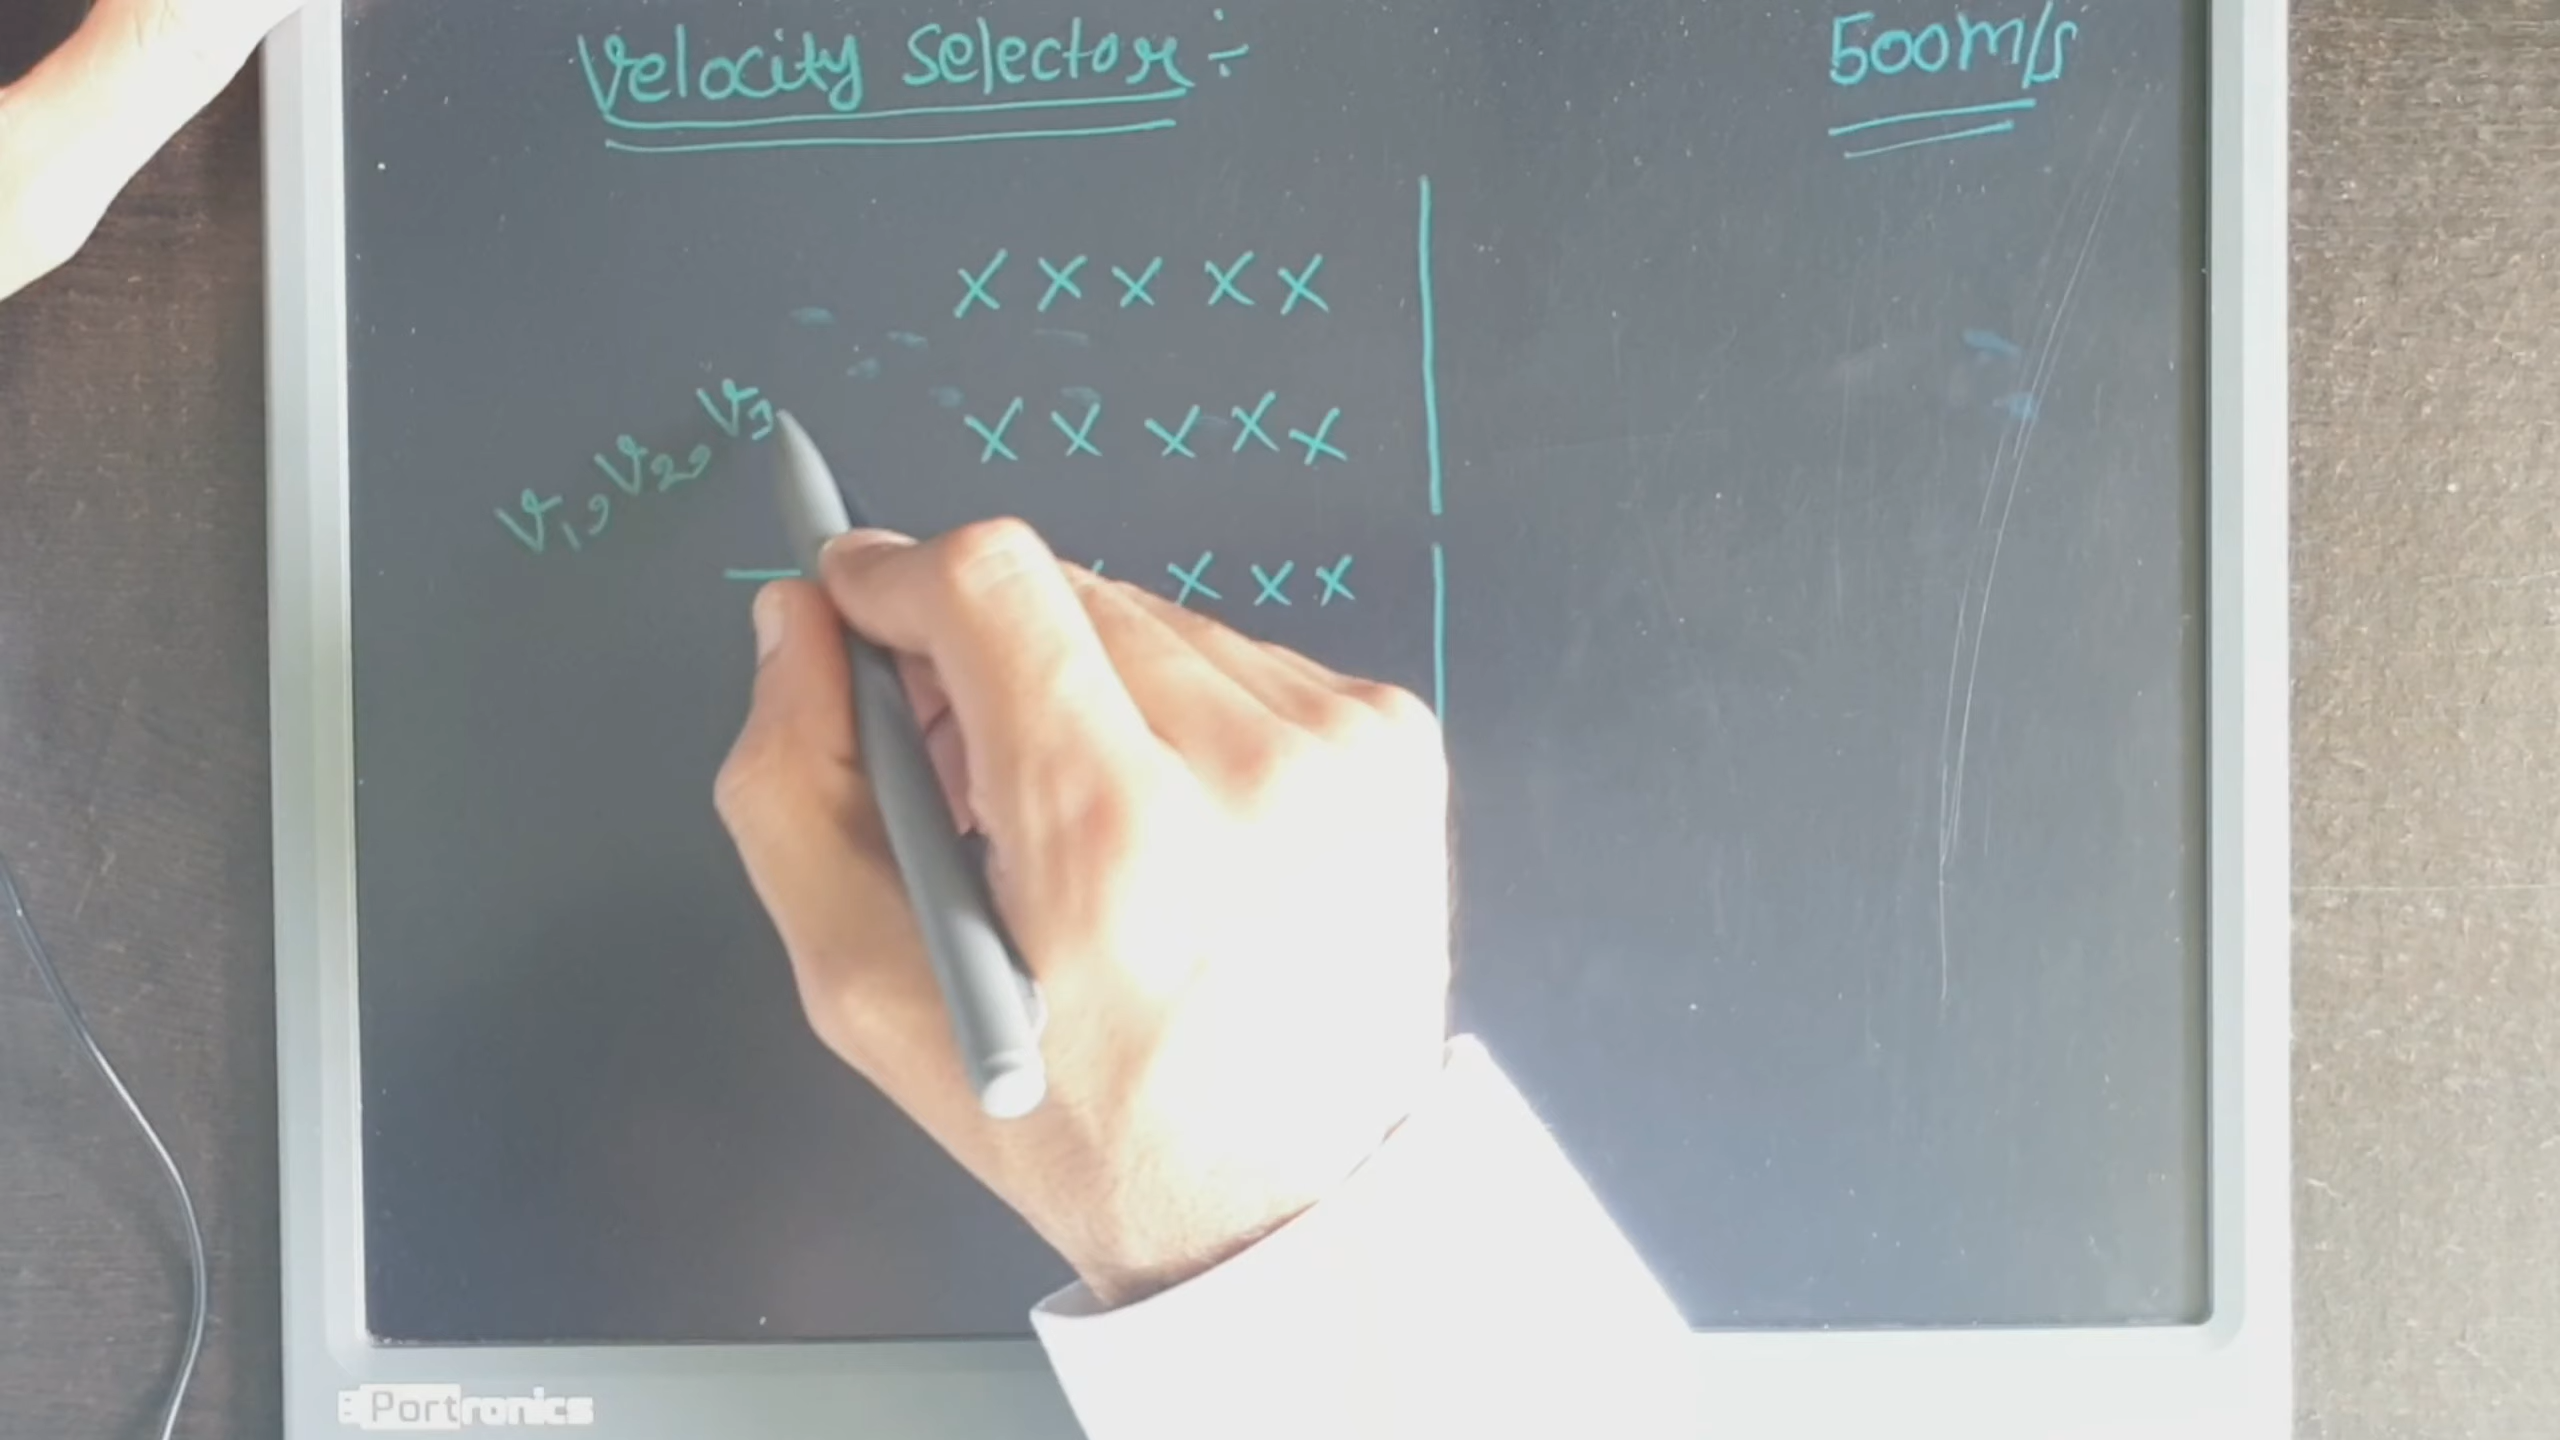 Velocity Selector :-
500m/s
X X X X X
X X X X X
V1, V2, V3
X X X
Portronics